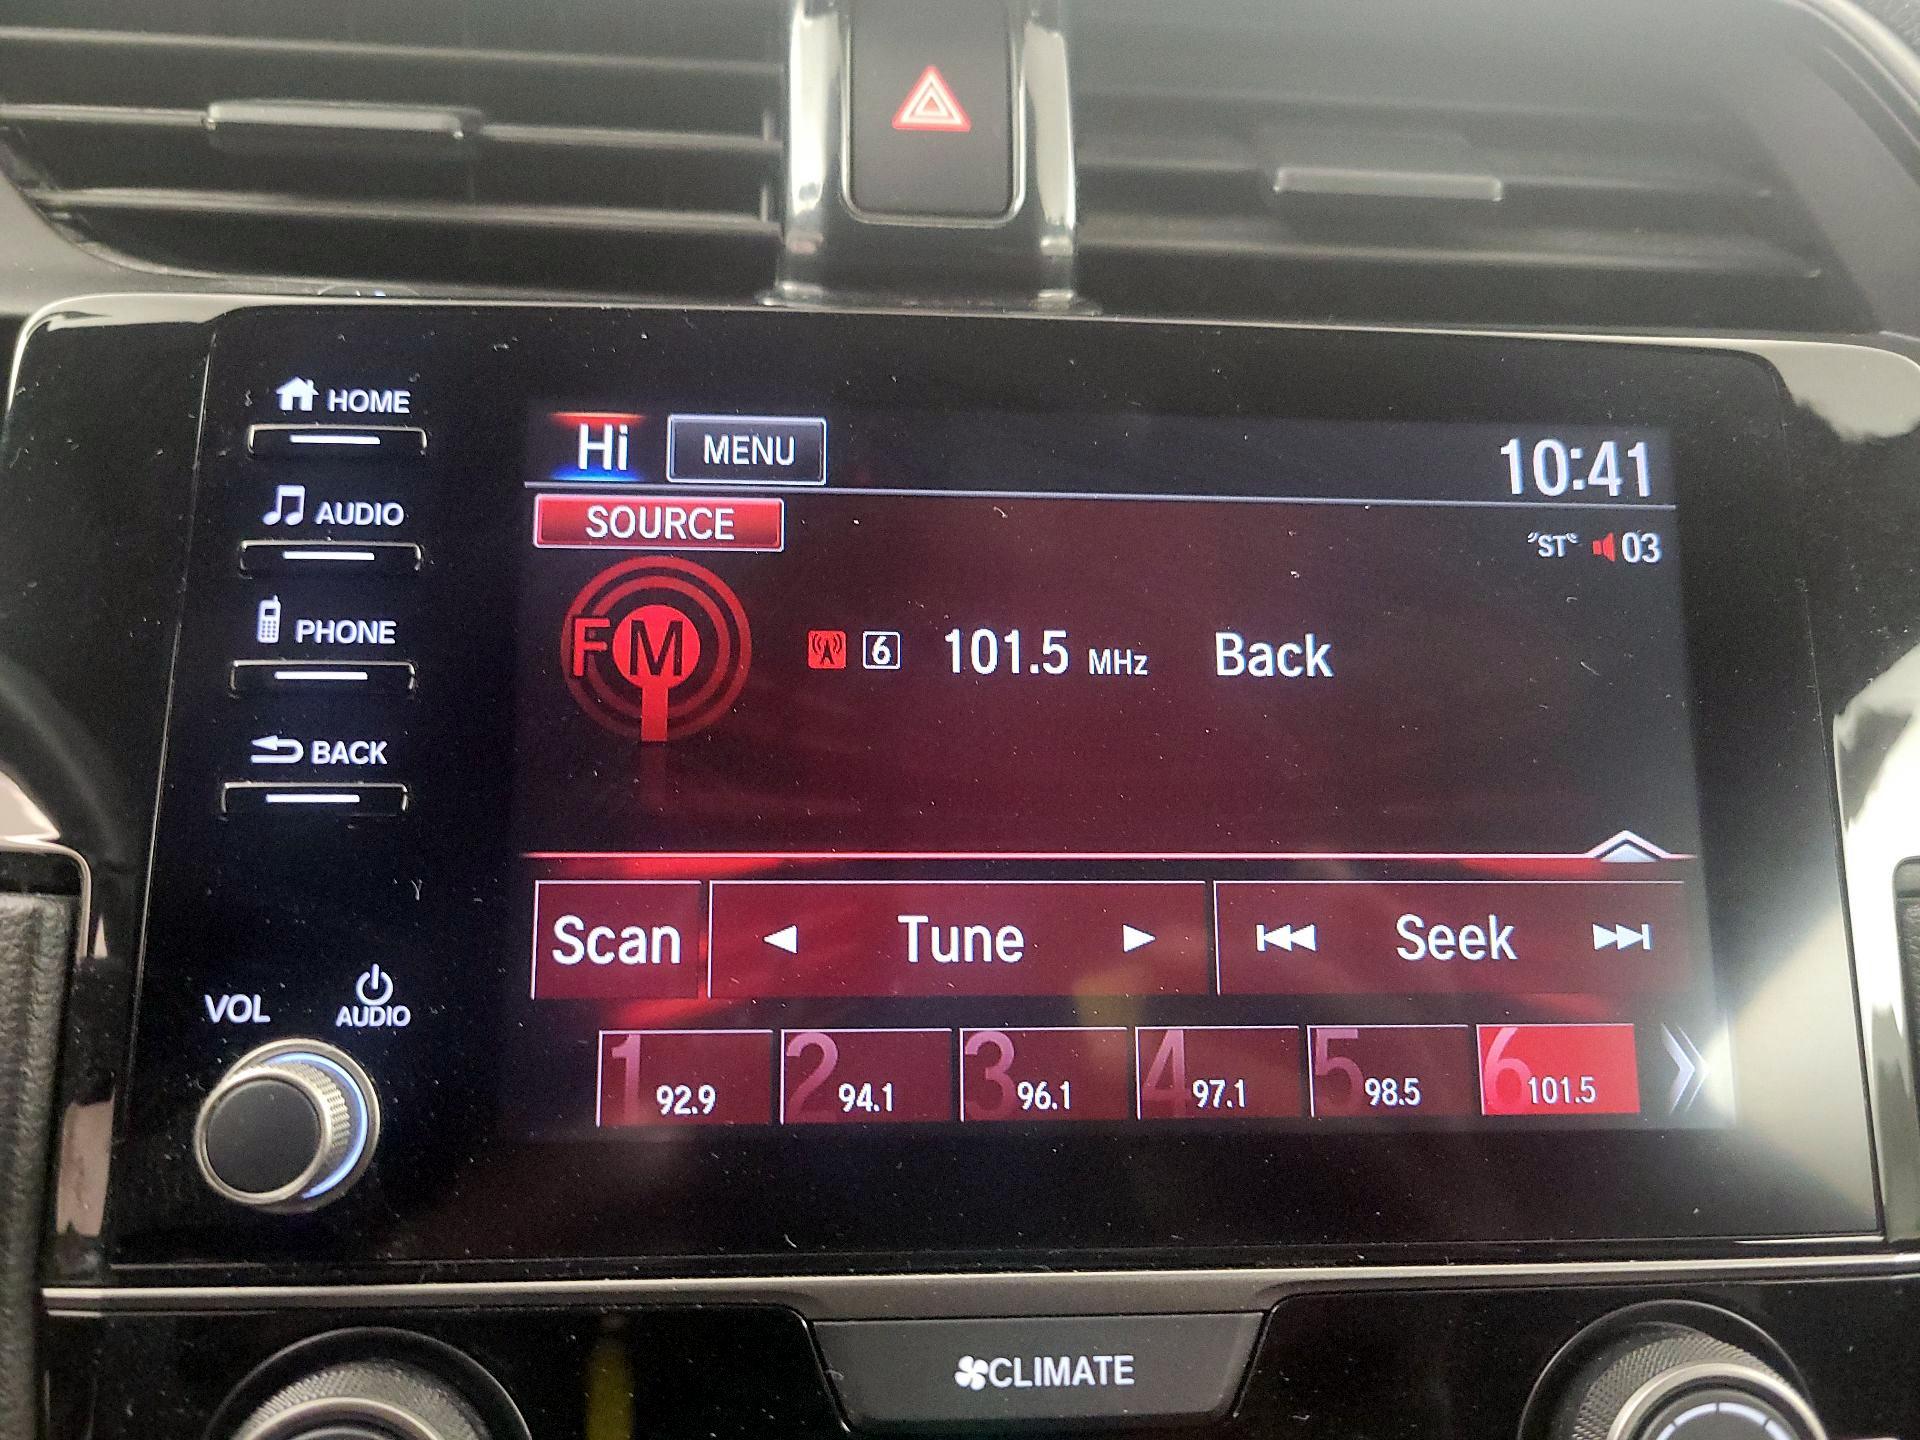 HOME
AUDIO
PHONE
BACK
VOL
AUDIO
Hi MENU 10:41
SOURCE
"ST" 03
FM
6 101.5 MHz Back
Scan Tune Seek
1 92.9 2 94.1 3 96.1 4 97.1 5 98.5 6 101.5
CLIMATE